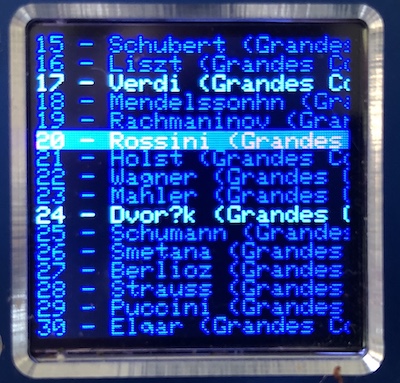 15 - Schubert (Grandes
16 - Liszt (Grandes Co
17 - Verdi (Grandes Co
18 - Mendelssonhn (Gra
19 - Rachmaninov (Gran
20 - Rossini (Grandes
21 - Holst (Grandes Co
22 - Wagner (Grandes C
23 - Mahler (Grandes C
24 - Dvor?k (Grandes C
25 - Schumann (Grandes
26 - Smetana (Grandes
27 - Berlioz (Grandes
28 - Strauss (Grandes
29 - Puccini (Grandes
30 - Elgar (Grandes Co